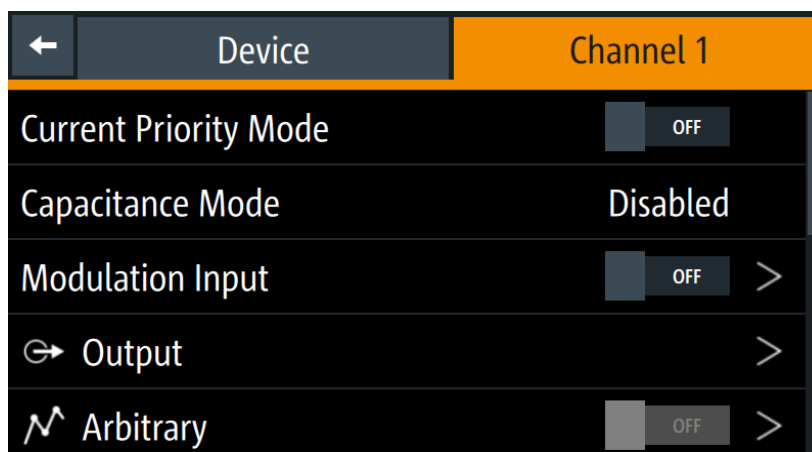 Device Channel 1
Current Priority Mode OFF
Capacitance Mode Disabled
Modulation Input OFF
Output
Arbitrary OFF